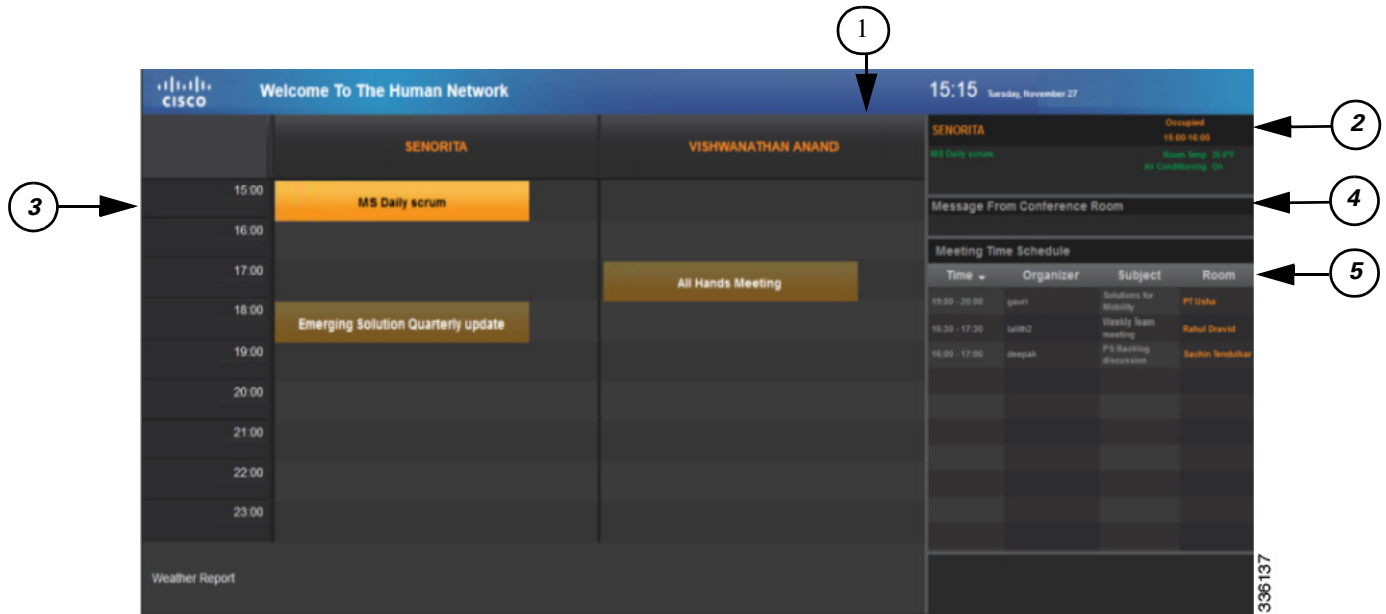 1
CISCO
Welcome To The Human Network
15:15 Tuesday, November 27
SENORITA
VISHWANATHAN ANAND
SENORITA
Occupied
15:00-16:00
MS Daily scrum
Room Temp 30.0°F
Air Conditioning On
2
3
15:00
MS Daily scrum
Message From Conference Room
4
16:00
17:00
All Hands Meeting
Meeting Time Schedule
Time Organizer Subject Room
5
18:00
Emerging Solution Quarterly update
19:00 - 20:00 gauri Solutions for Mobility PT Usha
16:30 - 17:30 lalith2 Weekly Team meeting Rahul Dravid
16:00 - 17:00 deepak PS Backlog discussion Sachin Tendulkar
19:00
20:00
21:00
22:00
23:00
Weather Report
336137